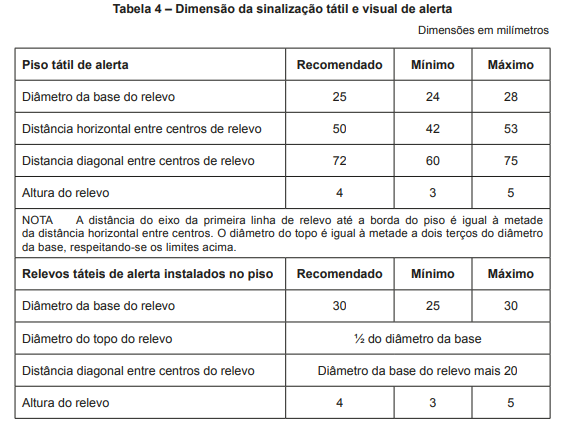 Tabela 4 – Dimensão da sinalização tátil e visual de alerta
Dimensões em milímetros
Piso tátil de alerta Recomendado Mínimo Máximo
Diâmetro da base do relevo 25 24 28
Distância horizontal entre centros de relevo 50 42 53
Distancia diagonal entre centros de relevo 72 60 75
Altura do relevo 4 3 5
NOTA A distância do eixo da primeira linha de relevo até a borda do piso é igual à metade
da distância horizontal entre centros. O diâmetro do topo é igual à metade a dois terços do diâmetro
da base, respeitando-se os limites acima.
Relevos táteis de alerta instalados no piso Recomendado Mínimo Máximo
Diâmetro da base do relevo 30 25 30
Diâmetro do topo do relevo ½ do diâmetro da base
Distância diagonal entre centros do relevo Diâmetro da base do relevo mais 20
Altura do relevo 4 3 5